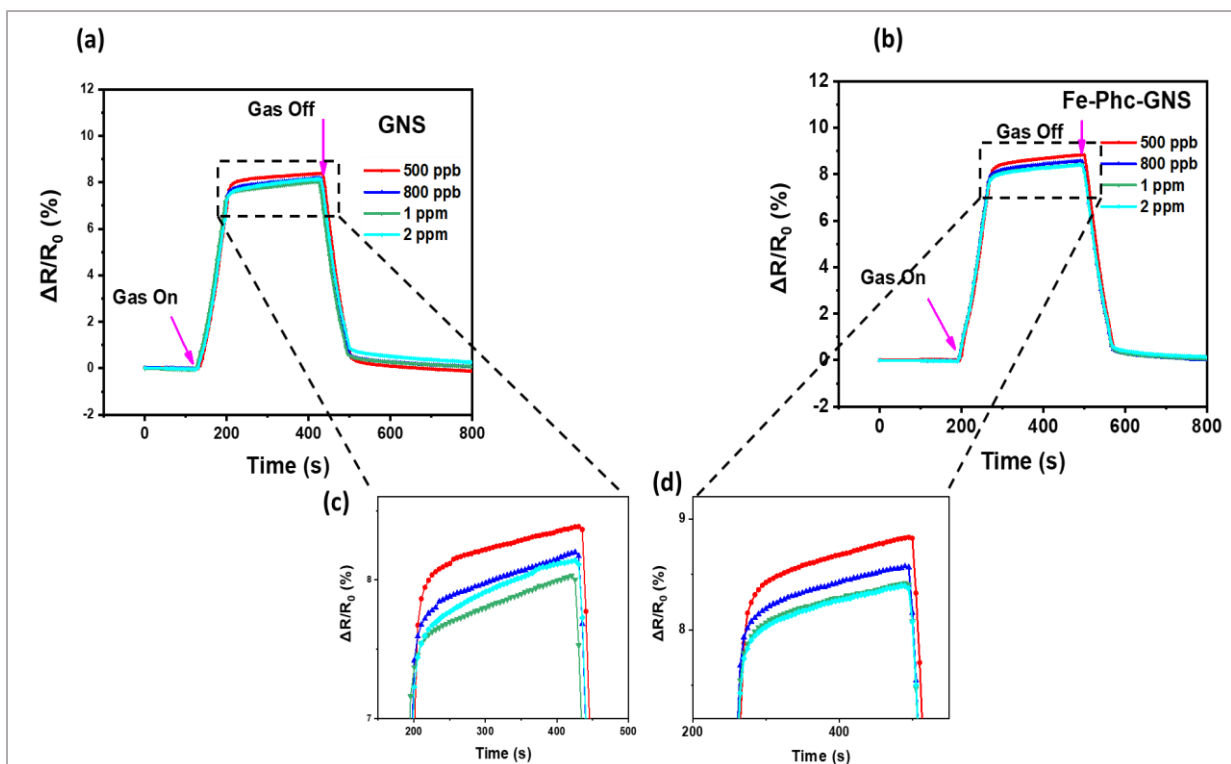 (a)
12
10
8
6
4
2
0
-2
ΔR/R0 (%)
Gas Off
GNS
500 ppb
800 ppb
1 ppm
2 ppm
Gas On
0 200 400 600 800
Time (s)
(b)
12
10
8
6
4
2
0
-2
ΔR/R0 (%)
Fe-Phc-GNS
Gas Off
500 ppb
800 ppb
1 ppm
2 ppm
Gas On
0 200 400 600 800
Time (s)
(c)
8
7
ΔR/R0 (%)
200 300 400 500
Time (s)
(d)
9
8
ΔR/R0 (%)
200 400
Time (s)